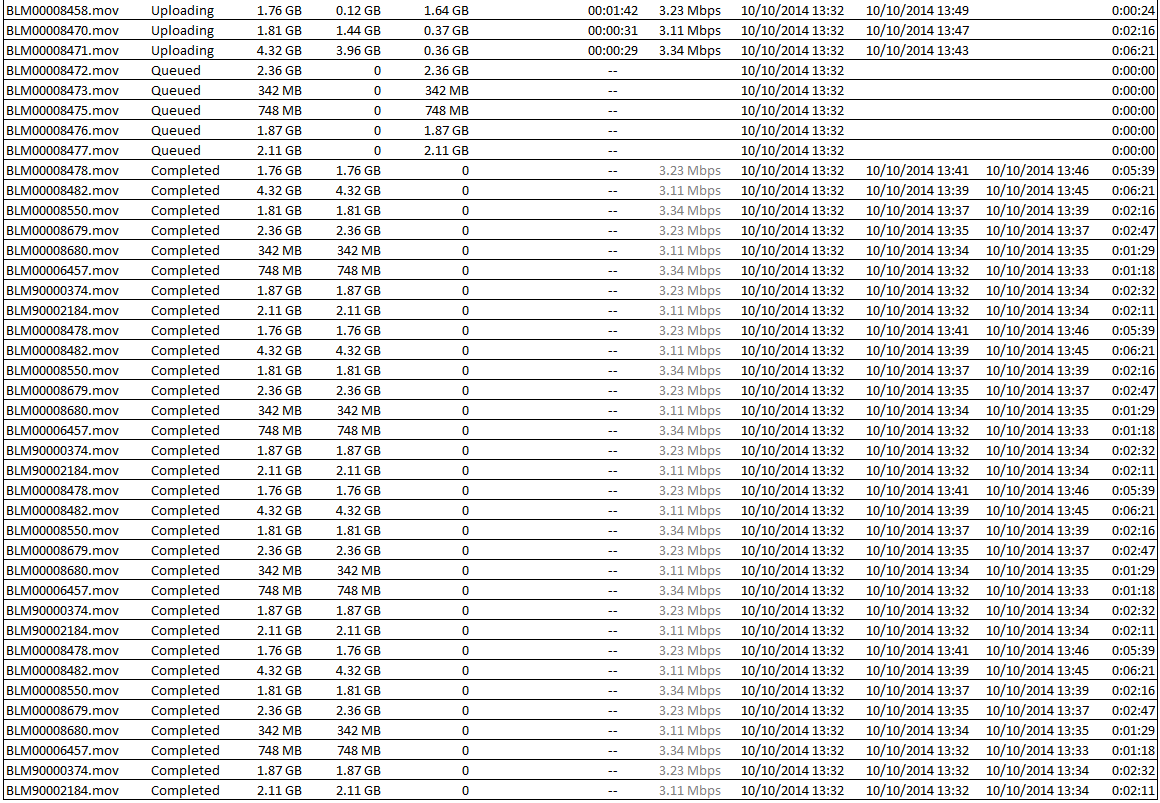 BLM00008458.mov Uploading 1.76 GB 0.12 GB 1.64 GB 00:01:42 3.23 Mbps 10/10/2014 13:32 10/10/2014 13:49 0:00:24
BLM00008470.mov Uploading 1.81 GB 1.44 GB 0.37 GB 00:00:31 3.11 Mbps 10/10/2014 13:32 10/10/2014 13:47 0:02:16
BLM00008471.mov Uploading 4.32 GB 3.96 GB 0.36 GB 00:00:29 3.34 Mbps 10/10/2014 13:32 10/10/2014 13:43 0:06:21
BLM00008472.mov Queued 2.36 GB 0 2.36 GB -- 10/10/2014 13:32 0:00:00
BLM00008473.mov Queued 342 MB 0 342 MB -- 10/10/2014 13:32 0:00:00
BLM00008475.mov Queued 748 MB 0 748 MB -- 10/10/2014 13:32 0:00:00
BLM00008476.mov Queued 1.87 GB 0 1.87 GB -- 10/10/2014 13:32 0:00:00
BLM00008477.mov Queued 2.11 GB 0 2.11 GB -- 10/10/2014 13:32 0:00:00
BLM00008478.mov Completed 1.76 GB 1.76 GB 0 -- 3.23 Mbps 10/10/2014 13:32 10/10/2014 13:41 10/10/2014 13:46 0:05:39
BLM00008482.mov Completed 4.32 GB 4.32 GB 0 -- 3.11 Mbps 10/10/2014 13:32 10/10/2014 13:39 10/10/2014 13:45 0:06:21
BLM00008550.mov Completed 1.81 GB 1.81 GB 0 -- 3.34 Mbps 10/10/2014 13:32 10/10/2014 13:37 10/10/2014 13:39 0:02:16
BLM00008679.mov Completed 2.36 GB 2.36 GB 0 -- 3.23 Mbps 10/10/2014 13:32 10/10/2014 13:35 10/10/2014 13:37 0:02:47
BLM00008680.mov Completed 342 MB 342 MB 0 -- 3.11 Mbps 10/10/2014 13:32 10/10/2014 13:34 10/10/2014 13:35 0:01:29
BLM00006457.mov Completed 748 MB 748 MB 0 -- 3.34 Mbps 10/10/2014 13:32 10/10/2014 13:32 10/10/2014 13:33 0:01:18
BLM90000374.mov Completed 1.87 GB 1.87 GB 0 -- 3.23 Mbps 10/10/2014 13:32 10/10/2014 13:32 10/10/2014 13:34 0:02:32
BLM90002184.mov Completed 2.11 GB 2.11 GB 0 -- 3.11 Mbps 10/10/2014 13:32 10/10/2014 13:32 10/10/2014 13:34 0:02:11
BLM00008478.mov Completed 1.76 GB 1.76 GB 0 -- 3.23 Mbps 10/10/2014 13:32 10/10/2014 13:41 10/10/2014 13:46 0:05:39
BLM00008482.mov Completed 4.32 GB 4.32 GB 0 -- 3.11 Mbps 10/10/2014 13:32 10/10/2014 13:39 10/10/2014 13:45 0:06:21
BLM00008550.mov Completed 1.81 GB 1.81 GB 0 -- 3.34 Mbps 10/10/2014 13:32 10/10/2014 13:37 10/10/2014 13:39 0:02:16
BLM00008679.mov Completed 2.36 GB 2.36 GB 0 -- 3.23 Mbps 10/10/2014 13:32 10/10/2014 13:35 10/10/2014 13:37 0:02:47
BLM00008680.mov Completed 342 MB 342 MB 0 -- 3.11 Mbps 10/10/2014 13:32 10/10/2014 13:34 10/10/2014 13:35 0:01:29
BLM00006457.mov Completed 748 MB 748 MB 0 -- 3.34 Mbps 10/10/2014 13:32 10/10/2014 13:32 10/10/2014 13:33 0:01:18
BLM90000374.mov Completed 1.87 GB 1.87 GB 0 -- 3.23 Mbps 10/10/2014 13:32 10/10/2014 13:32 10/10/2014 13:34 0:02:32
BLM90002184.mov Completed 2.11 GB 2.11 GB 0 -- 3.11 Mbps 10/10/2014 13:32 10/10/2014 13:32 10/10/2014 13:34 0:02:11
BLM00008478.mov Completed 1.76 GB 1.76 GB 0 -- 3.23 Mbps 10/10/2014 13:32 10/10/2014 13:41 10/10/2014 13:46 0:05:39
BLM00008482.mov Completed 4.32 GB 4.32 GB 0 -- 3.11 Mbps 10/10/2014 13:32 10/10/2014 13:39 10/10/2014 13:45 0:06:21
BLM00008550.mov Completed 1.81 GB 1.81 GB 0 -- 3.34 Mbps 10/10/2014 13:32 10/10/2014 13:37 10/10/2014 13:39 0:02:16
BLM00008679.mov Completed 2.36 GB 2.36 GB 0 -- 3.23 Mbps 10/10/2014 13:32 10/10/2014 13:35 10/10/2014 13:37 0:02:47
BLM00008680.mov Completed 342 MB 342 MB 0 -- 3.11 Mbps 10/10/2014 13:32 10/10/2014 13:34 10/10/2014 13:35 0:01:29
BLM00006457.mov Completed 748 MB 748 MB 0 -- 3.34 Mbps 10/10/2014 13:32 10/10/2014 13:32 10/10/2014 13:33 0:01:18
BLM90000374.mov Completed 1.87 GB 1.87 GB 0 -- 3.23 Mbps 10/10/2014 13:32 10/10/2014 13:32 10/10/2014 13:34 0:02:32
BLM90002184.mov Completed 2.11 GB 2.11 GB 0 -- 3.11 Mbps 10/10/2014 13:32 10/10/2014 13:32 10/10/2014 13:34 0:02:11
BLM00008478.mov Completed 1.76 GB 1.76 GB 0 -- 3.23 Mbps 10/10/2014 13:32 10/10/2014 13:41 10/10/2014 13:46 0:05:39
BLM00008482.mov Completed 4.32 GB 4.32 GB 0 -- 3.11 Mbps 10/10/2014 13:32 10/10/2014 13:39 10/10/2014 13:45 0:06:21
BLM00008550.mov Completed 1.81 GB 1.81 GB 0 -- 3.34 Mbps 10/10/2014 13:32 10/10/2014 13:37 10/10/2014 13:39 0:02:16
BLM00008679.mov Completed 2.36 GB 2.36 GB 0 -- 3.23 Mbps 10/10/2014 13:32 10/10/2014 13:35 10/10/2014 13:37 0:02:47
BLM00008680.mov Completed 342 MB 342 MB 0 -- 3.11 Mbps 10/10/2014 13:32 10/10/2014 13:34 10/10/2014 13:35 0:01:29
BLM00006457.mov Completed 748 MB 748 MB 0 -- 3.34 Mbps 10/10/2014 13:32 10/10/2014 13:32 10/10/2014 13:33 0:01:18
BLM90000374.mov Completed 1.87 GB 1.87 GB 0 -- 3.23 Mbps 10/10/2014 13:32 10/10/2014 13:32 10/10/2014 13:34 0:02:32
BLM90002184.mov Completed 2.11 GB 2.11 GB 0 -- 3.11 Mbps 10/10/2014 13:32 10/10/2014 13:32 10/10/2014 13:34 0:02:11